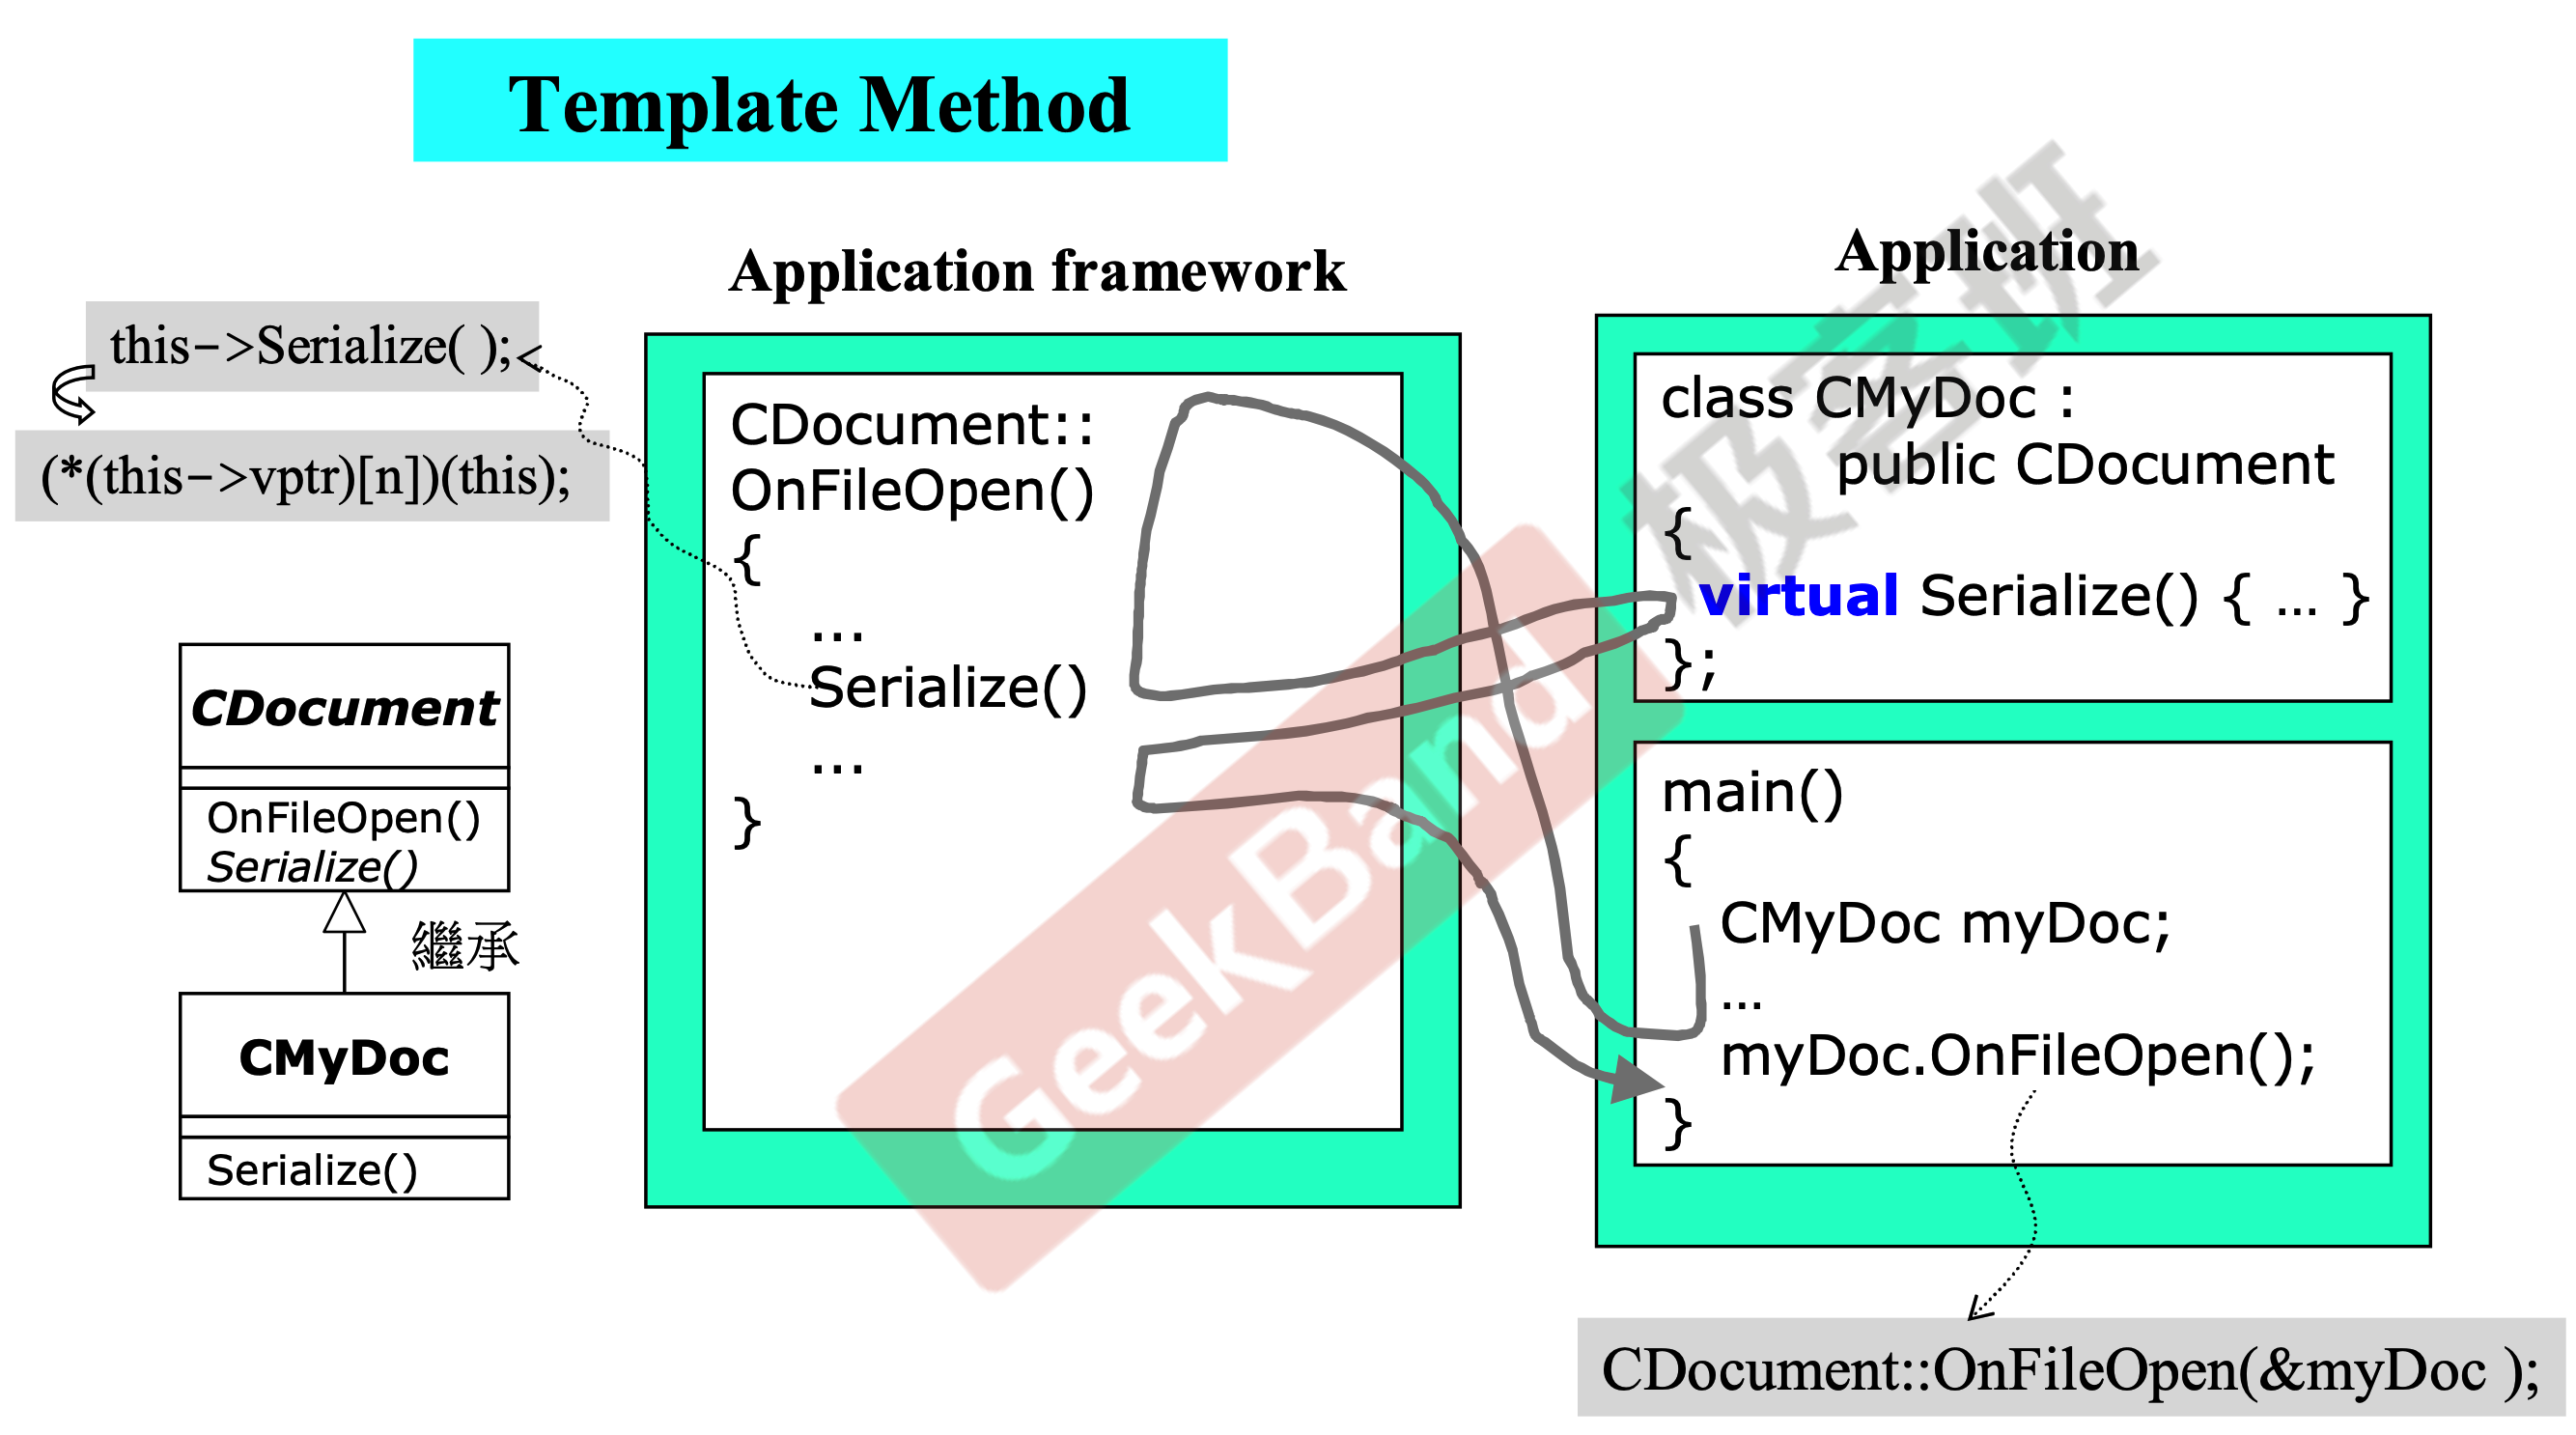 Template Method
Application framework
Application
this->Serialize( );
(*(this->vptr)[n])(this);
CDocument::
OnFileOpen()
{
...
Serialize()
...
}
class CMyDoc :
public CDocument
{
virtual Serialize() { ... }
};
main()
{
CMyDoc myDoc;
...
myDoc.OnFileOpen();
}
CDocument
OnFileOpen()
Serialize()
繼承
CMyDoc
Serialize()
CDocument::OnFileOpen(&myDoc );
GeekBand 极客班